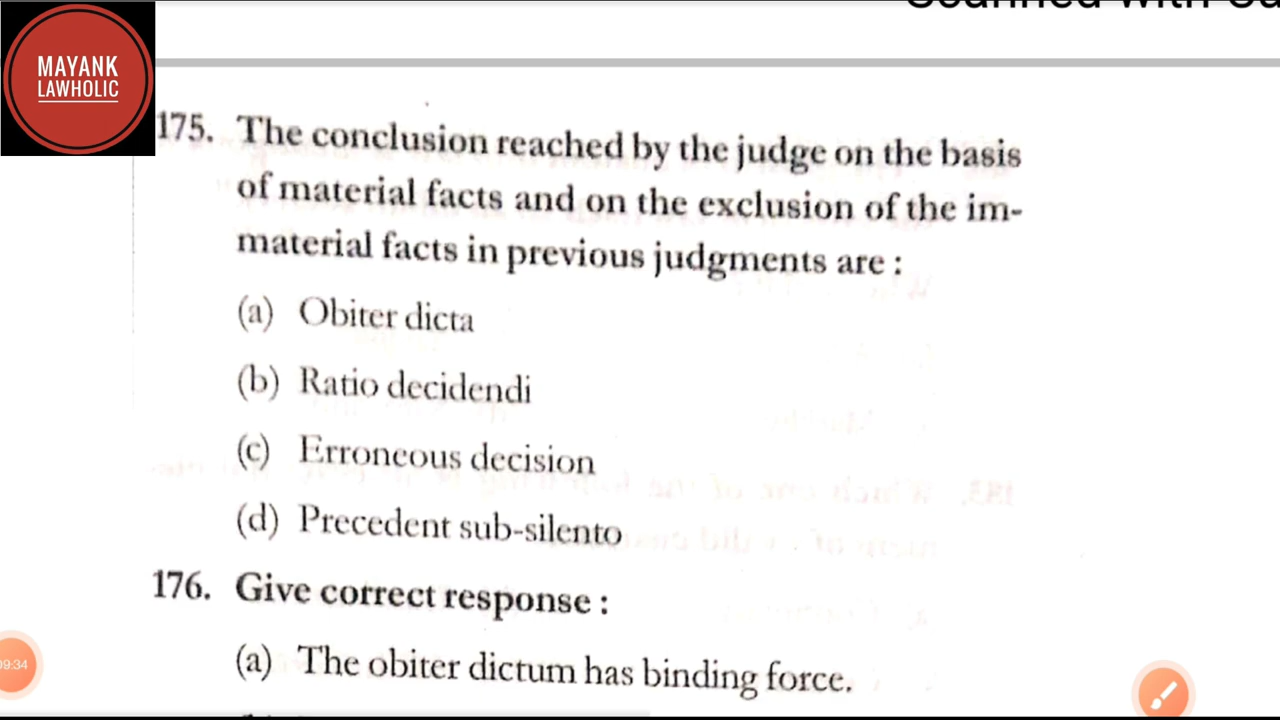 MAYANK
LAWHOLIC
175. The conclusion reached by the judge on the basis
of material facts and on the exclusion of the im-
material facts in previous judgments are :
(a) Obiter dicta
(b) Ratio decidendi
(c) Erroneous decision
(d) Precedent sub-silento
176. Give correct response :
(a) The obiter dictum has binding force.
09:34